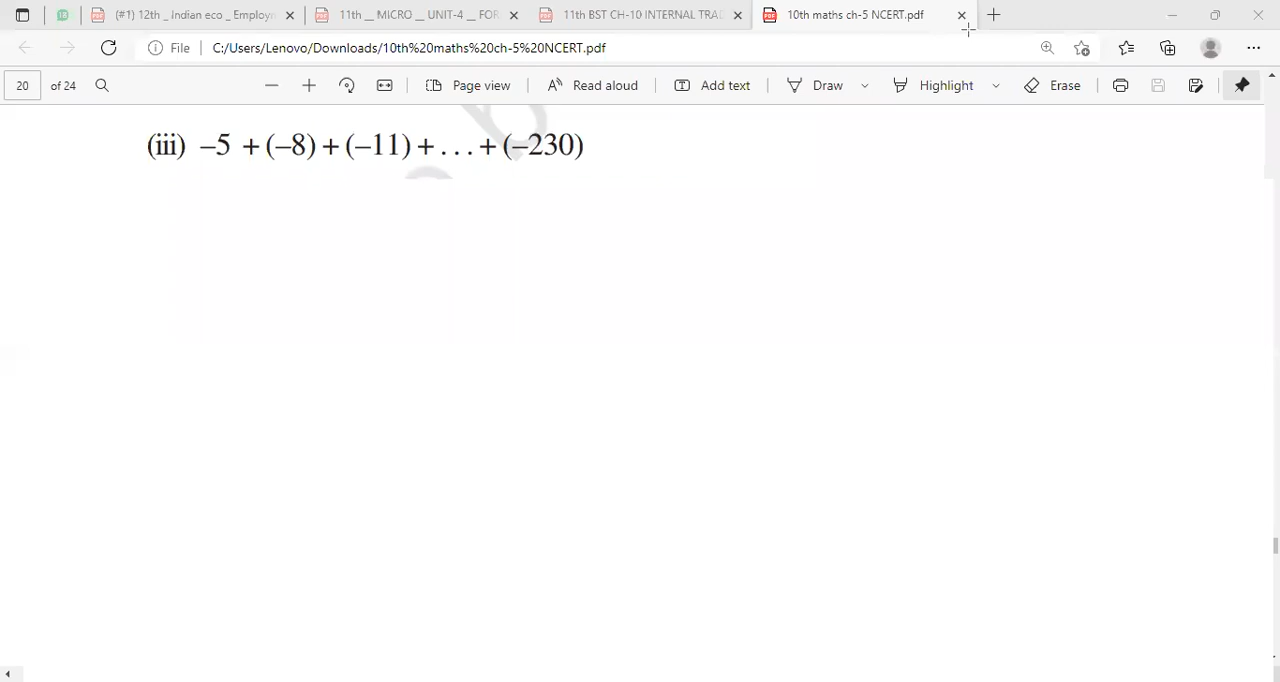 (#1) 12th _ Indian eco _ Employn
11th __ MICRO __ UNIT-4 __ FOR
11th BST CH-10 INTERNAL TRAD
10th maths ch-5 NCERT.pdf
File C:/Users/Lenovo/Downloads/10th%20maths%20ch-5%20NCERT.pdf
20 of 24 Page view Read aloud Add text Draw Highlight Erase
(iii) –5 + (–8) + (–11) + . . . + (–230)